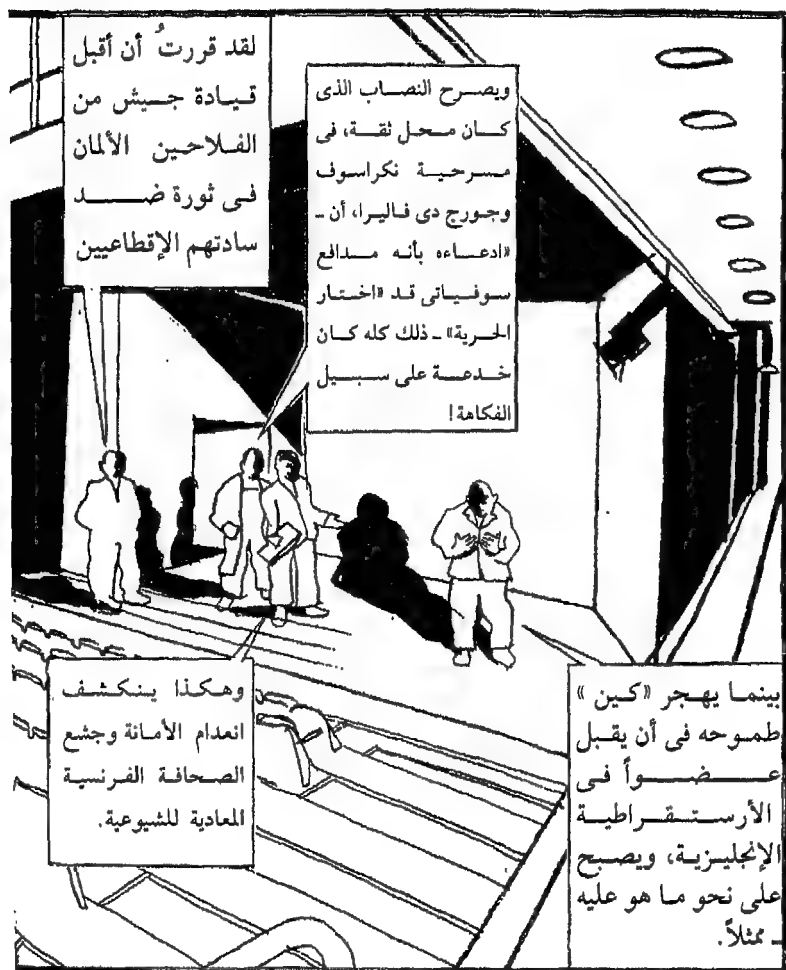 لقد قررتُ أن أقبل
قيادة جيش من
الفلاحين الألمان
فى ثورة ضد
سادتهم الإقطاعيين
ويصرح النصاب الذى
كان محل ثقة، فى
مسرحية نكراسوف
وجورج دى فاليرا، أن ـ
«ادعاءه بأنه مدافع
سوفياتى قد «اختار
الحرية» ـ ذلك كله كان
خدعة على سبيل
الفكاهة!
وهكذا ينكشف
انعدام الأمانة وجشع
الصحافة الفرنسية
المعادية للشيوعية.
بينما يهجر «كين»
طموحه فى أن يقبل
عضواً فى
الأرستقراطية
الإنجليزية، ويصبح
على نحو ما هو عليه
ـ ممثلاً.